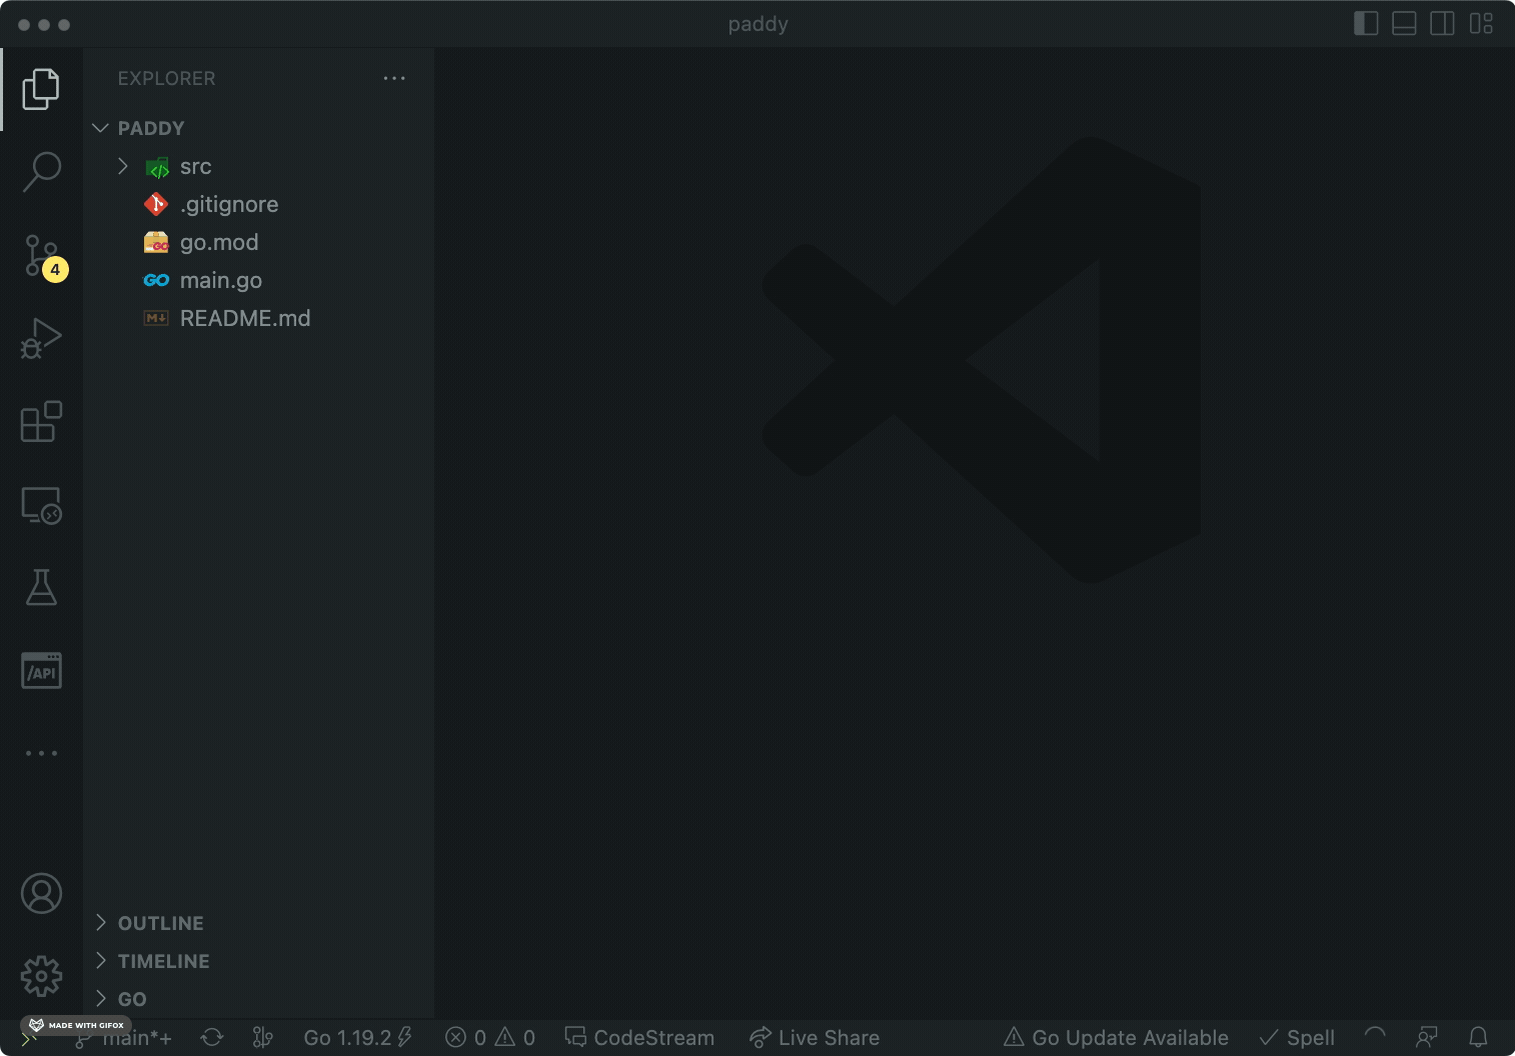 paddy
EXPLORER
PADDY
src
.gitignore
go.mod
GO main.go
M README.md
4
/API
OUTLINE
TIMELINE
GO
MADE WITH GIFOX
main*+
Go 1.19.2
0 0
CodeStream
Live Share
Go Update Available
Spell